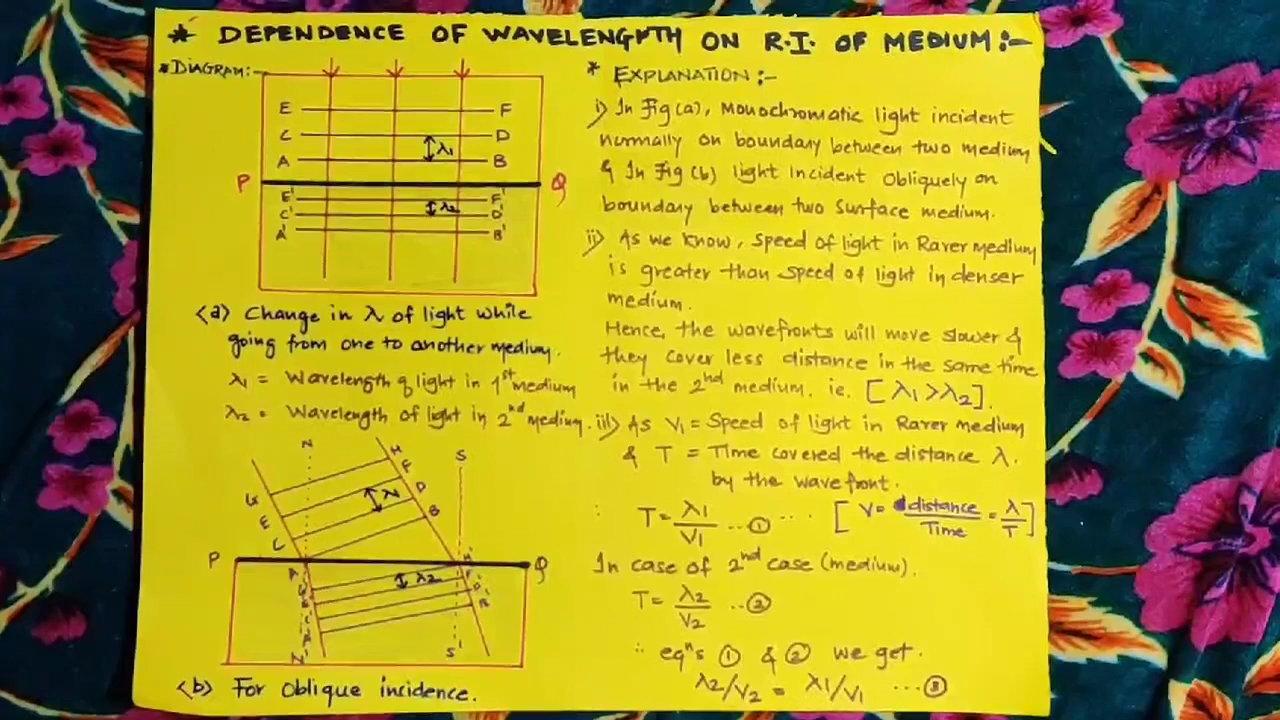 * DEPENDENCE OF WAVELENGPTH ON R.I. OF MEDIUM:-
* DIAGRAM:-
E F
C D
λ1
A B
P Q
E' F'
λ2
C' D'
A' B'
<a> Change in λ of light while
going from one to another medium.
λ1 = Wavelength of light in 1st medium
λ2 = Wavelength of light in 2nd medium.
N S
H
G F
λ1 D
E B
C
P Q
A H'
λ2 F'
G' D'
E' B'
C'
A'
N' S'
<b> For Oblique incidence.
* EXPLANATION :-
i) In Fig (a), Monochromatic light incident
normally on boundary between two medium
& In Fig (b) light Incident Obliquely on
boundary between two Surface medium.
ii) As we know, Speed of light in Rarer medium
is greater than speed of light in denser
medium.
Hence, the wavefronts will move slower &
they cover less distance in the same time
in the 2nd medium. ie. [λ1 > λ2].
iii) As V1 = Speed of light in Rarer medium
& T = Time covered the distance λ.
by the wavefront.
∴ T = λ1/V1 ...① ... [V = distance/Time = λ/T]
In case of 2nd case (medium).
T = λ2/V2 ..②
∴ eqns ① & ② we get.
λ2/V2 = λ1/V1 ...③